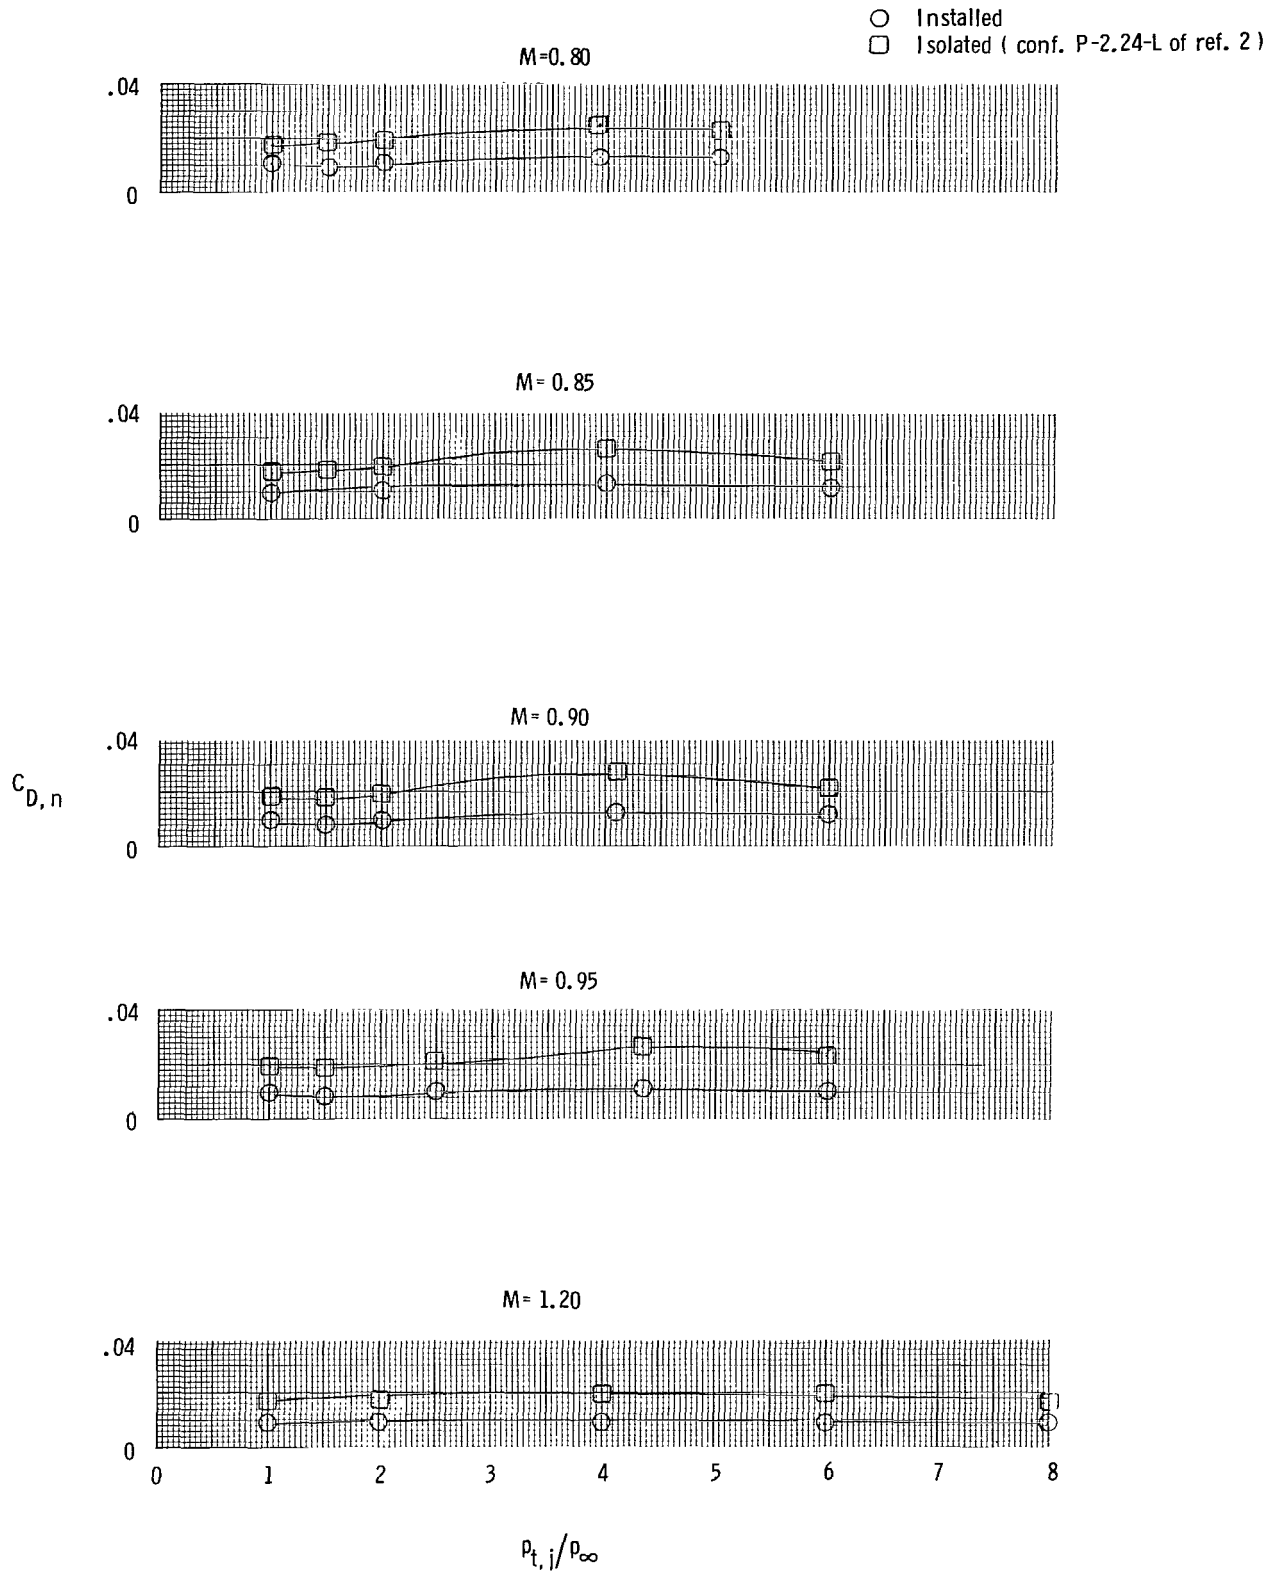 Installed
Isolated ( conf. P-2.24-L of ref. 2 )
M=0.80
.04
0
M= 0.85
.04
0
M= 0.90
.04
C_D,n
0
M= 0.95
.04
0
M= 1.20
.04
0
0 1 2 3 4 5 6 7 8
p_t,j/p_∞